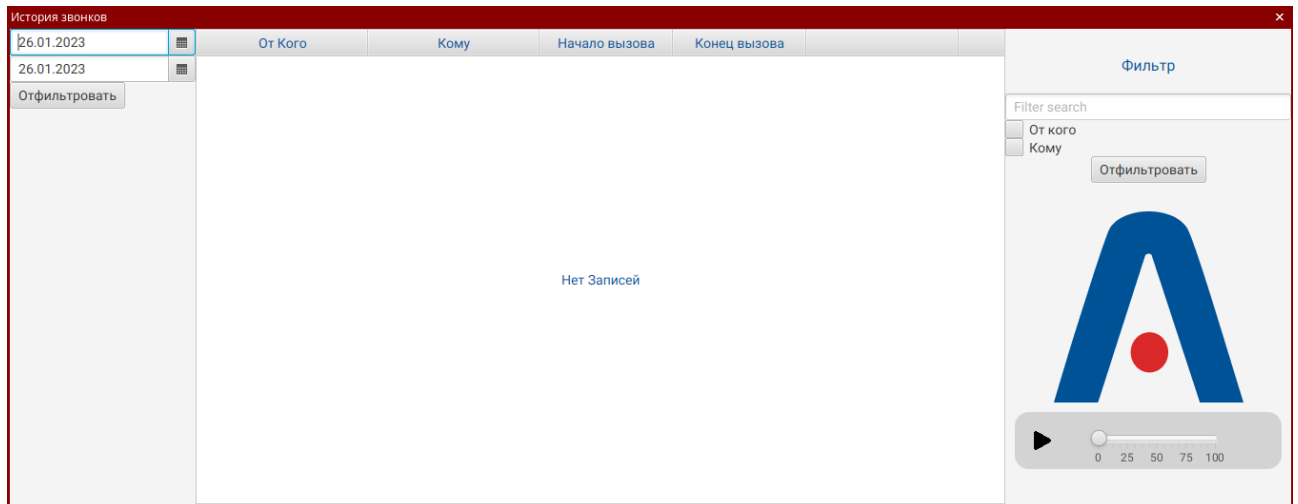 История звонков
26.01.2023
26.01.2023
Отфильтровать
От Кого Кому Начало вызова Конец вызова
Нет Записей
Фильтр
Filter search
От кого
Кому
Отфильтровать
0 25 50 75 100